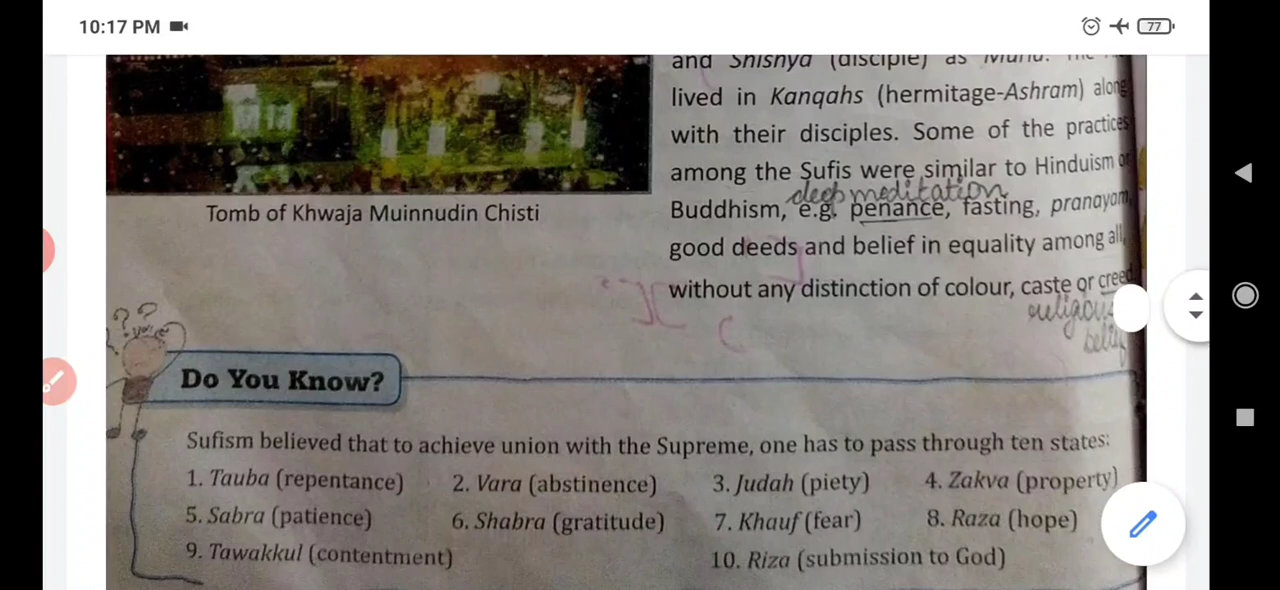 10:17 PM
77
and Shishya (disciple) as
lived in Kanqahs (hermitage-Ashram) along
with their disciples. Some of the practices
among the Sufis were similar to Hinduism or
deep meditation
Buddhism, e.g. penance, fasting, pranayam,
good deeds and belief in equality among all,
without any distinction of colour, caste or creed
religious
belief
Tomb of Khwaja Muinnudin Chisti
??
Do You Know?
Sufism believed that to achieve union with the Supreme, one has to pass through ten states:
1. Tauba (repentance) 2. Vara (abstinence) 3. Judah (piety) 4. Zakva (property)
5. Sabra (patience) 6. Shabra (gratitude) 7. Khauf (fear) 8. Raza (hope)
9. Tawakkul (contentment) 10. Riza (submission to God)